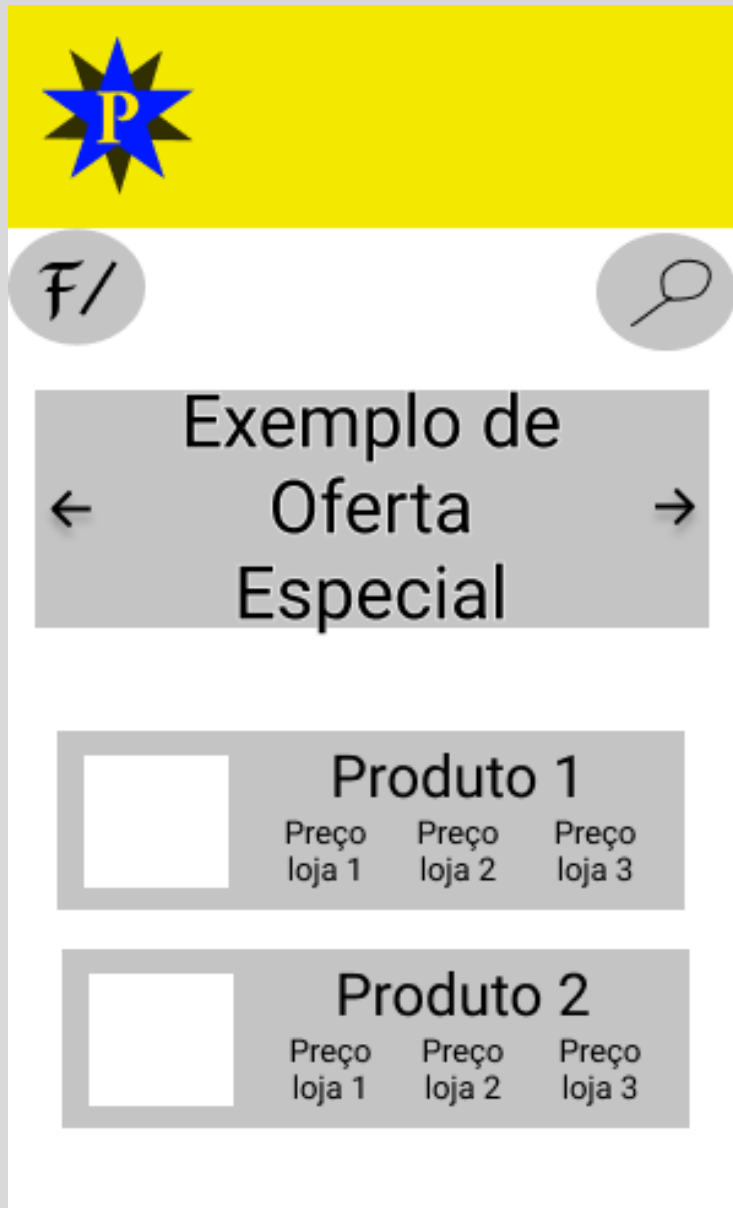 P
F/
Exemplo de
Oferta
Especial
Produto 1
Preço Preço Preço
loja 1 loja 2 loja 3
Produto 2
Preço Preço Preço
loja 1 loja 2 loja 3